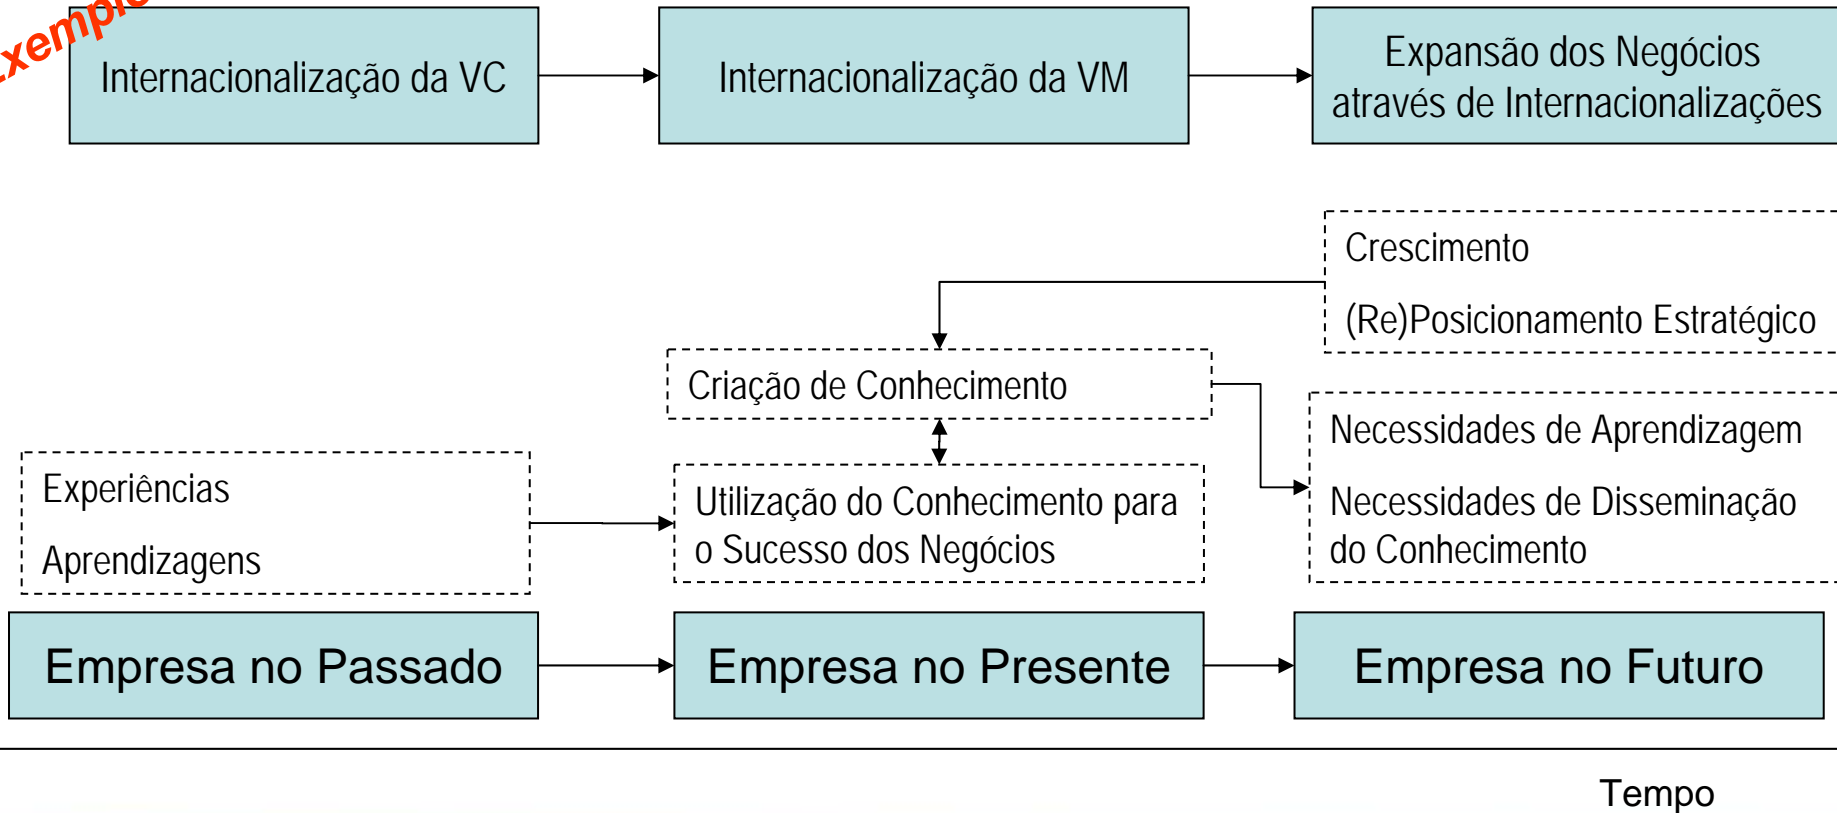 Internacionalização da VC
Internacionalização da VM
Expansão dos Negócios
através de Internacionalizações
Crescimento
(Re)Posicionamento Estratégico
Criação de Conhecimento
Necessidades de Aprendizagem
Necessidades de Disseminação
do Conhecimento
Experiências
Aprendizagens
Utilização do Conhecimento para
o Sucesso dos Negócios
Empresa no Passado
Empresa no Presente
Empresa no Futuro
Tempo